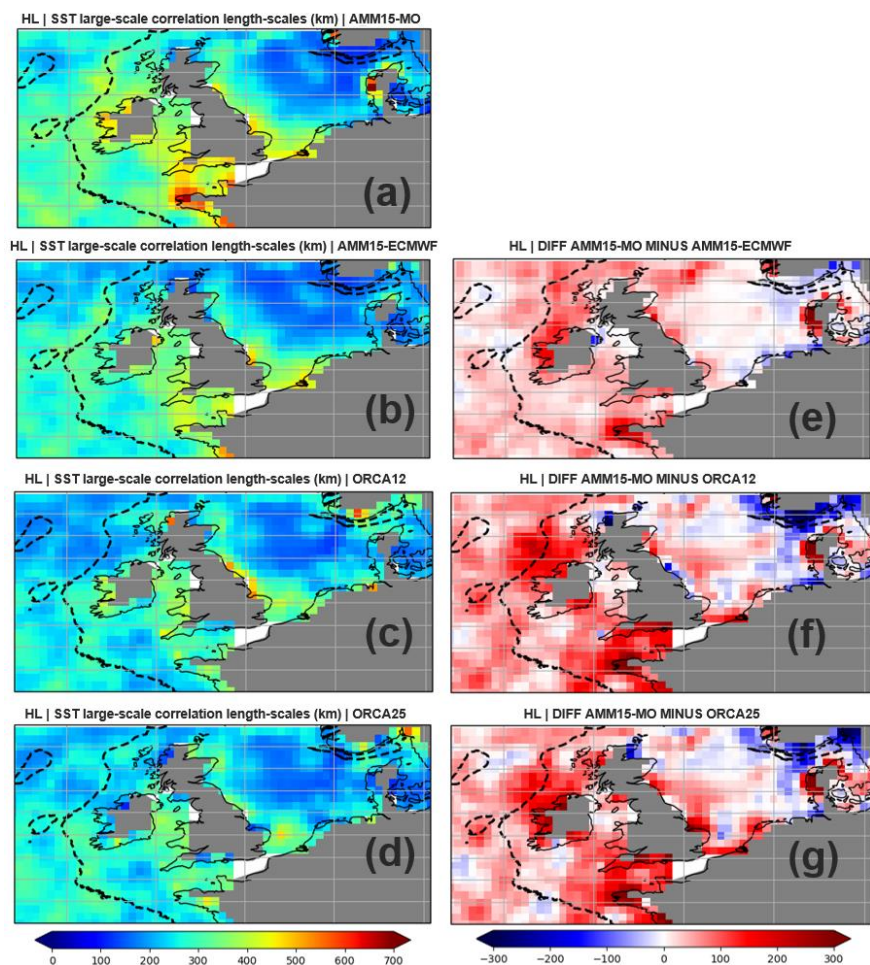 HL | SST large-scale correlation length-scales (km) | AMM15-MO
(a)
HL | SST large-scale correlation length-scales (km) | AMM15-ECMWF
HL | DIFF AMM15-MO MINUS AMM15-ECMWF
(b)
(e)
HL | SST large-scale correlation length-scales (km) | ORCA12
HL | DIFF AMM15-MO MINUS ORCA12
(c)
(f)
HL | SST large-scale correlation length-scales (km) | ORCA25
HL | DIFF AMM15-MO MINUS ORCA25
(d)
(g)
0 100 200 300 400 500 600 700
−300 −200 −100 0 100 200 300